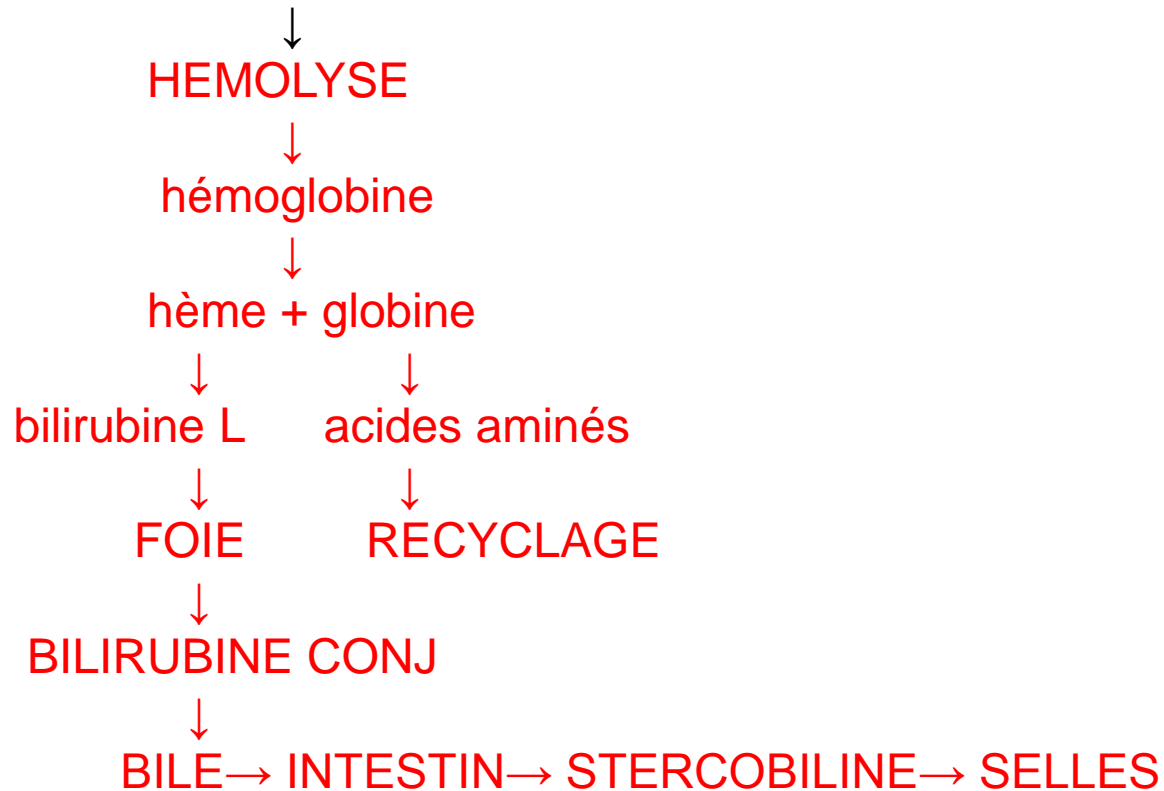 ↓
HEMOLYSE
↓
hémoglobine
↓
hème + globine
↓ ↓
bilirubine L acides aminés
↓ ↓
FOIE RECYCLAGE
↓
BILIRUBINE CONJ
↓
BILE→ INTESTIN→ STERCOBILINE→ SELLES